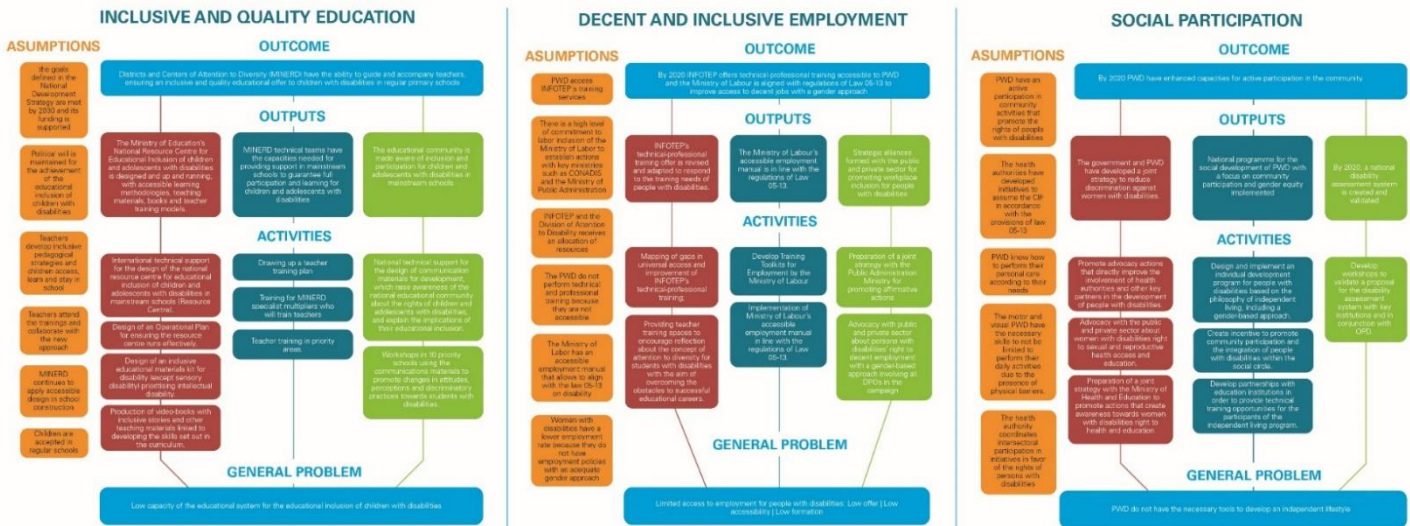 INCLUSIVE AND QUALITY EDUCATION
ASUMPTIONS
the goals
defined in the
National
Development
Strategy are met
by 2030 and its
funding is
supported
Political will is
maintained for
the achievement
of the
educational
inclusion of
children with
disabilities
Teachers
develop inclusive
pedagogical
strategies and
children access,
learn and stay in
school
Teachers attend
the trainings and
collaborate with
the new
approach
MINERD
continues to
apply accessible
design in school
construction
Children are
accepted in
regular schools
OUTCOME
Districts and Centers of Attention to Diversity (MINERD) have the ability to guide and accompany teachers,
ensuring an inclusive and quality educational offer to children with disabilities in regular primary schools
OUTPUTS
The Ministry of Education's
National Resource Centre for
Educational Inclusion of children
and adolescents with disabilities
is designed and up and running,
with accessible learning
methodologies, teaching
materials, books and teacher
training models
MINERD technical teams have
the capacities needed for
providing support in mainstream
schools to guarantee full
participation and learning for
children and adolescents with
disabilities
The educational community is
made aware of inclusion and
participation for children and
adolescents with disabilities in
mainstream schools
ACTIVITIES
International technical support
for the design of the national
resource centre for educational
inclusion of children and
adolescents with disabilities in
mainstream schools (Resource
Centre).
Design of an Operational Plan
for ensuring the resource
centre runs effectively.
Design of an inclusive
educational materials kit for
disability (except sensory
disability) prioritising intellectual
disability.
Production of video-books with
inclusive stories and other
teaching materials linked to
developing the skills set out in
the curriculum.
Drawing up a teacher
training plan
Training for MINERD
specialist multipliers who
will train teachers
Teacher training in priority
areas.
National technical support for
the design of communication
materials for development,
which raise awareness of the
national educational community
about the rights of children and
adolescents with disabilities,
and explain the implications of
their educational inclusion.
Workshops in 10 priority
schools using the
communications materials to
promote changes in attitudes,
perceptions and discriminatory
practices towards students with
disabilities.
GENERAL PROBLEM
Low capacity of the educational system for the educational inclusion of children with disabilities
DECENT AND INCLUSIVE EMPLOYMENT
ASUMPTIONS
PWD access
INFOTEP's training
services
There is a high level
of commitment to
labor inclusion of the
Ministry of Labor to
establish actions
with key ministries
such as CONADIS
and the Ministry of
Public Administration
INFOTEP and the
Division of Attention
to Disability receives
an allocation of
resources
The PWD do not
perform technical
and professional
training because
they are not
accessible
The Ministry of
Labor has an
accessible
employment manual
that allows to align
with the law 05-13
on disability
Women with
disabilities have a
lower employment
rate because they do
not have
employment policies
with an adequate
gender approach
OUTCOME
By 2020 INFOTEP offers technical professional training accessible to PWD
and the Ministry of Labour is aligned with regulations of Law 05-13 to
improve access to decent jobs with a gender approach
OUTPUTS
INFOTEP's
technical-professional
training offer is revised
and adapted to respond
to the training needs of
people with disabilities.
The Ministry of Labour's
accessible employment
manual is in line with the
regulations of Law
05-13.
Strategic alliances
formed with the public
and private sector for
promoting workplace
inclusion for people
with disabilities
ACTIVITIES
Mapping of gaps in
universal access and
improvement of
INFOTEP's
technical-professional
training;
Providing teacher
training spaces to
encourage reflection
about the concept of
attention to diversity for
students with disabilities
with the aim of
overcoming the
obstacles to successful
educational careers.
Develop Training
Toolkits for
Employment by the
Ministry of Labour
Implementation of
Ministry of Labour's
accessible
employment manual
in line with the
regulations of Law
05-13.
Preparation of a joint
strategy with the
Public Administration
Ministry for
promoting affirmative
actions
Advocacy with public
and private sector
about persons with
disabilities' right to
decent employment
with a gender-based
approach involving all
DPOs in the
campaign
GENERAL PROBLEM
Limited access to employment for people with disabilities: Low offer | Low
accessibility | Low formation
SOCIAL PARTICIPATION
ASUMPTIONS
PWD have an
active
participation in
community
activities that
promote the
rights of people
with disabilities
The health
authorities have
developed
initiatives to
assume the CIF
in accordance
with the
provisions of law
05-13
PWD know how
to perform their
personal care
according to their
needs
The motor and
visual PWD have
the necessary
skills to not be
limited to
perform their
daily activities
due to the
presence of
physical barriers.
The health
authority
coordinates
intersectoral
participation in
initiatives in favor
of the rights of
persons with
disabilities
OUTCOME
By 2020 PWD have enhanced capacities for active participation in the community
OUTPUTS
The government and PWD
have developed a joint
strategy to reduce
discrimination against
women with disabilities.
National programme for the
social development of PWD with
a focus on community
participation and gender equity
implemented
By 2020, a national
disability
assessment system
is created and
validated
ACTIVITIES
Promote advocacy actions
that directly improve the
involvement of health
authorities and other key
partners in the development
of people with disabilities.
Advocacy with the public
and private sector about
women with disabilities right
to sexual and reproductive
health access and
education.
Preparation of a joint
strategy with the Ministry of
Health and Education to
promote actions that create
awareness towards women
with disabilities right to
health and education
Design and implement an
individual development
program for people with
disabilities based on the
philosophy of independent
living, including a
gender-based approach.
Create incentive to promote
community participation and
the integration of people
with disabilities within the
social circle.
Develop partnerships with
education institutions in
order to provide technical
training opportunities for the
participants of the
independent living program.
Develop
workshops to
validate a proposal
for the disability
assessment system
with key
institutions and in
conjunction with
OPD
GENERAL PROBLEM
PWD do not have the necessary tools to develop an independent lifestyle